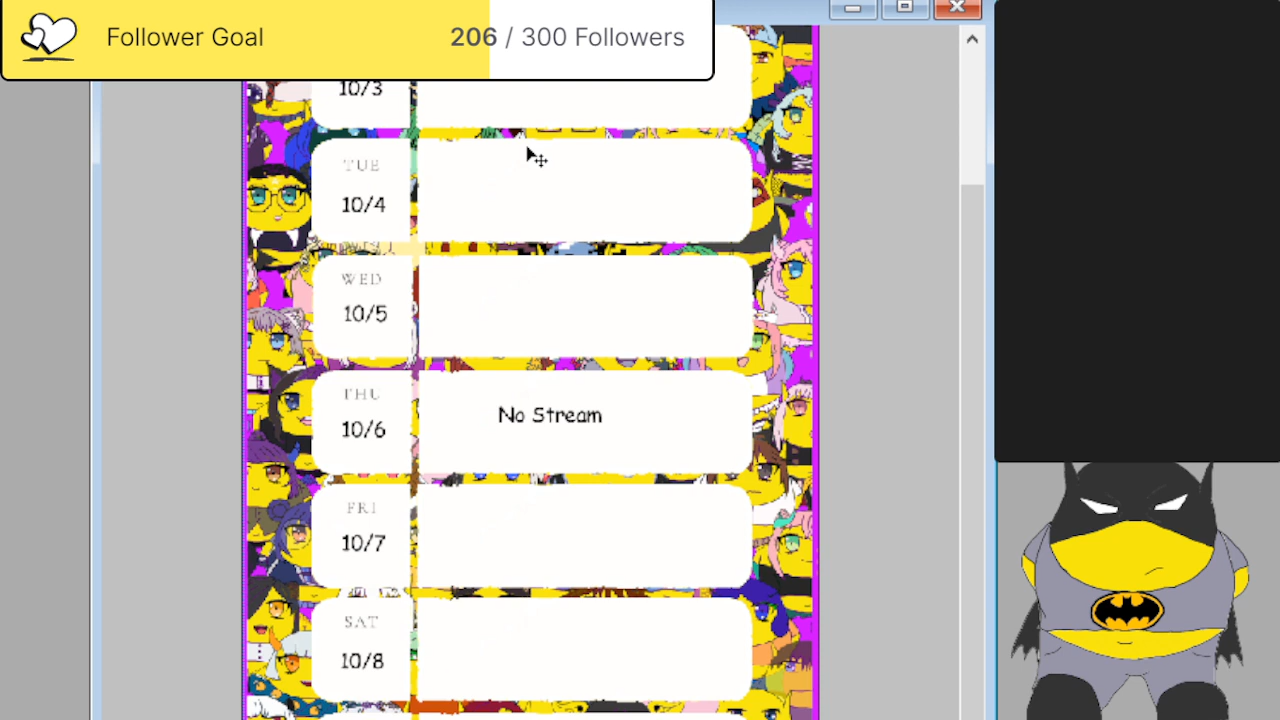 Follower Goal
206 / 300 Followers
10/3
TUE
10/4
WED
10/5
THU
10/6
No Stream
FRI
10/7
SAT
10/8